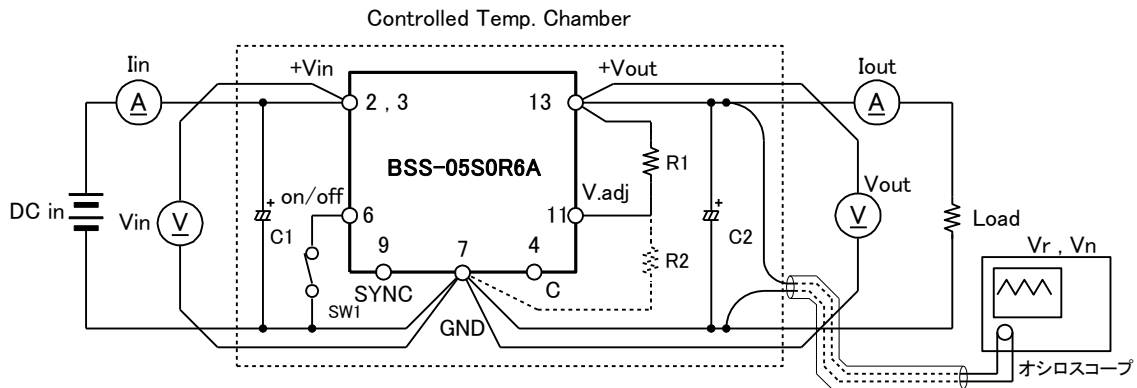 Controlled Temp. Chamber
Iin
+Vin
+Vout
Iout
A
2 , 3
13
A
BSS-05S0R6A
R1
DC in
Vin
V
+
C1
on/off
6
V.adj
11
+
C2
Vout
V
Load
9
7
4
R2
Vr , Vn
SYNC
C
SW1
GND
オシロスコープ